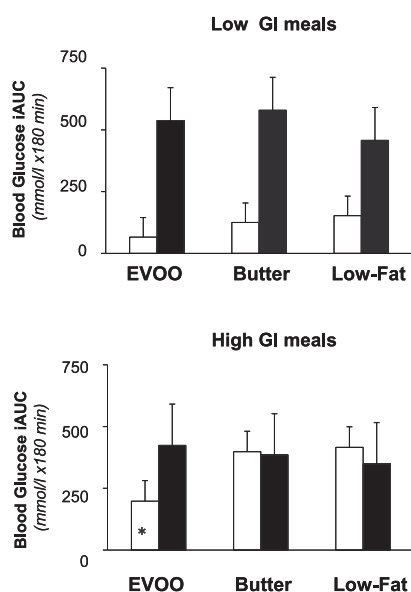 Low GI meals
Blood Glucose iAUC
(mmol/l x180 min)
750
500
250
0
EVOO Butter Low-Fat
High GI meals
Blood Glucose iAUC
(mmol/l x180 min)
750
500
250
0
*
EVOO Butter Low-Fat